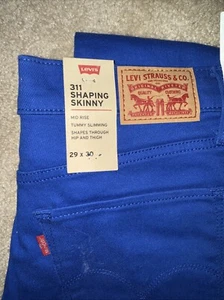 Levi's
311
SHAPING
SKINNY
MID-RISE
TUMMY SLIMMING
SHAPES THROUGH
HIP AND THIGH
29 x 30
LEVI STRAUSS & CO.
ORIGINAL RIVETED
QUALITY CLOTHING